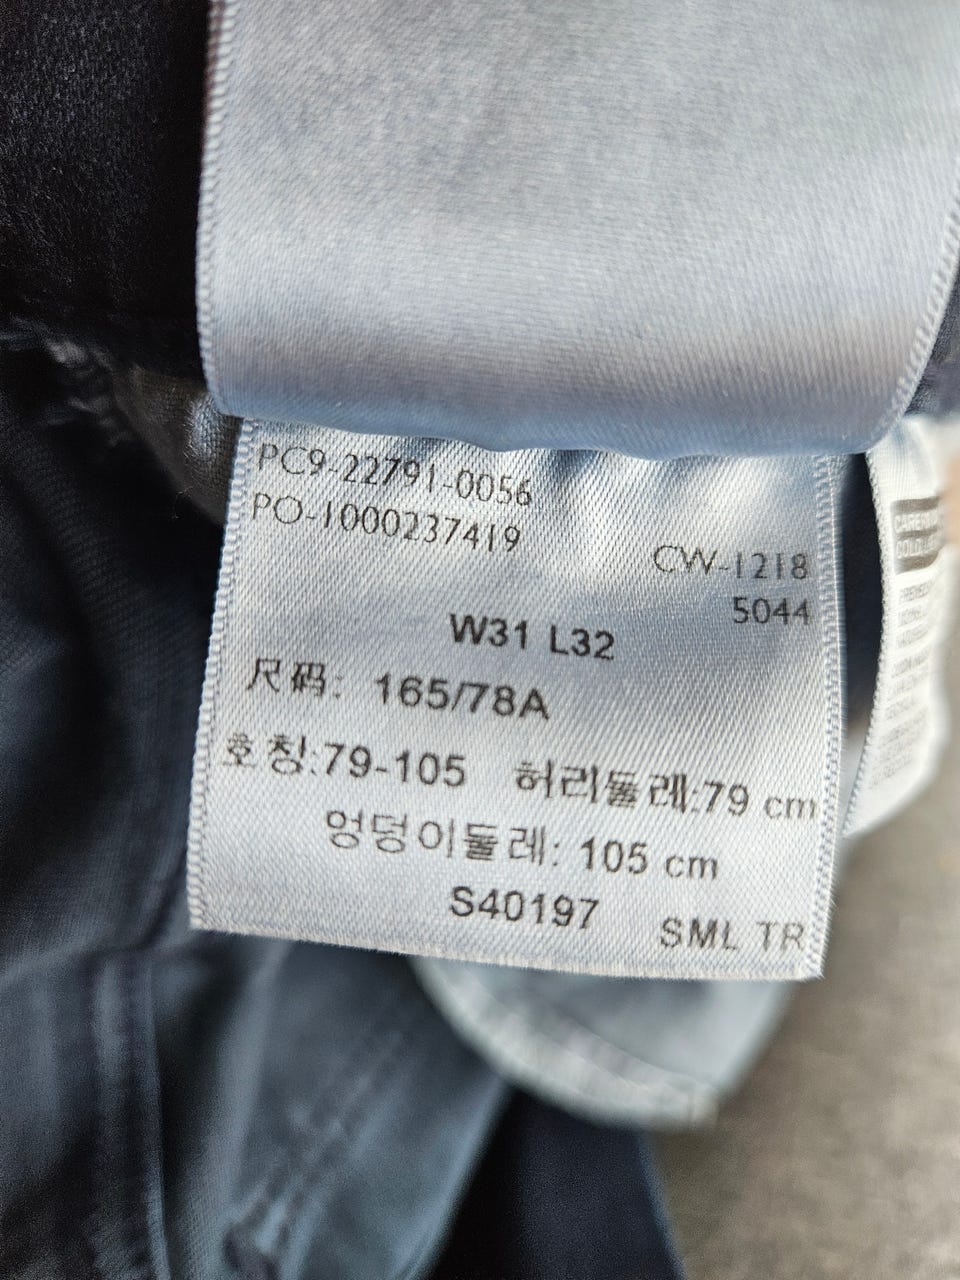 PC9-22791-0056
PO-1000237419
CW-1218
5044
W31 L32
尺码: 165/78A
호칭:79-105 허리둘레:79 cm
엉덩이둘레: 105 cm
S40197
SML TR